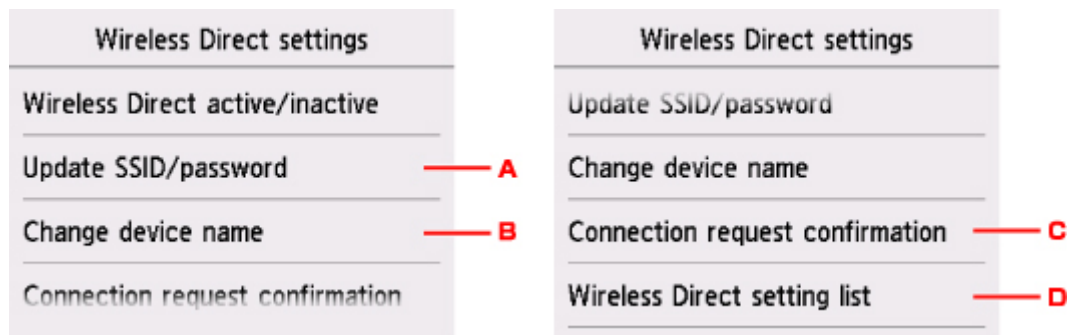 Wireless Direct settings
Wireless Direct active/inactive
Update SSID/password
A
Change device name
B
Connection request confirmation
Wireless Direct settings
Update SSID/password
Change device name
Connection request confirmation
C
Wireless Direct setting list
D